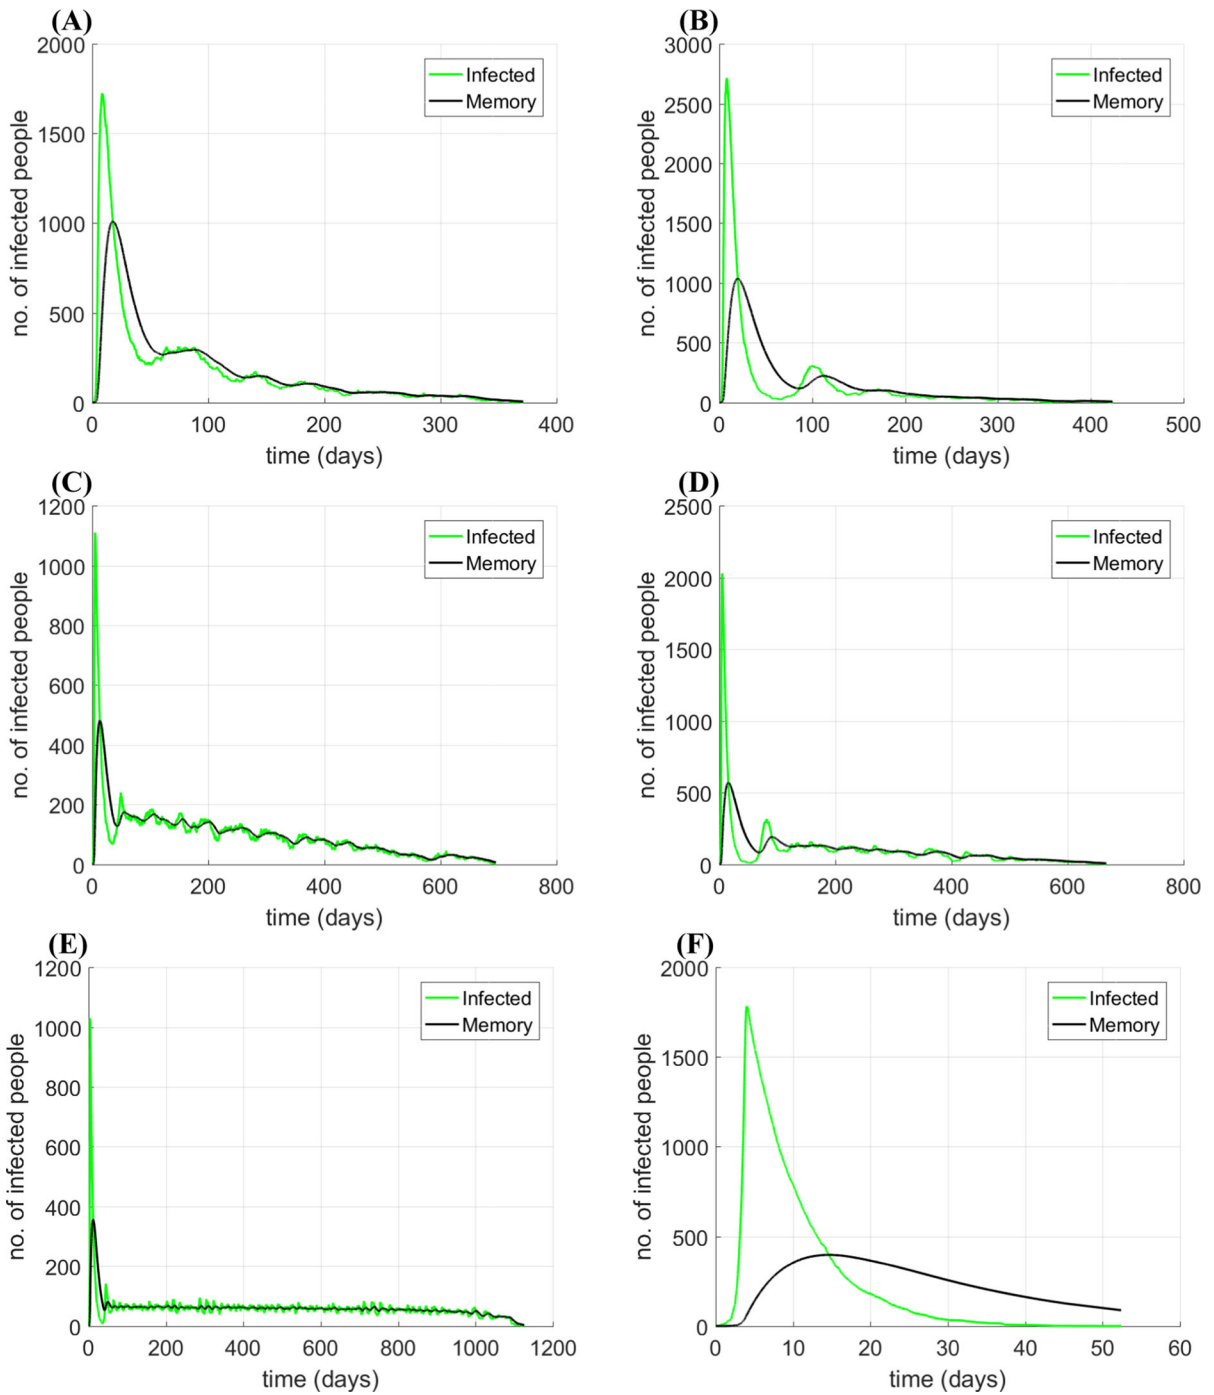 (A)
2000
1500
1000
500
0
0 100 200 300 400
no. of infected people
time (days)
Infected
Memory
(B)
3000
2500
2000
1500
1000
500
0
0 100 200 300 400 500
no. of infected people
time (days)
Infected
Memory
(C)
1200
1000
800
600
400
200
0
0 200 400 600 800
no. of infected people
time (days)
Infected
Memory
(D)
2500
2000
1500
1000
500
0
0 200 400 600 800
no. of infected people
time (days)
Infected
Memory
(E)
1200
1000
800
600
400
200
0
0 200 400 600 800 1000 1200
no. of infected people
time (days)
Infected
Memory
(F)
2000
1500
1000
500
0
0 10 20 30 40 50 60
no. of infected people
time (days)
Infected
Memory